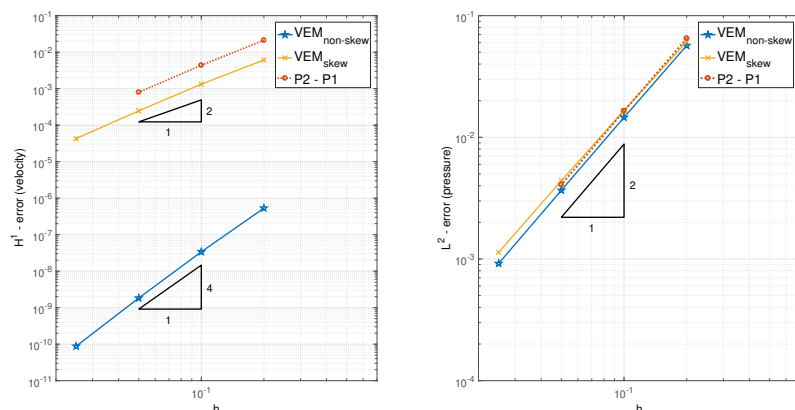 10^-1
10^-2
10^-3
10^-4
10^-5
10^-6
10^-7
10^-8
10^-9
10^-10
10^-11
H^1 - error (velocity)
VEM_non-skew
VEM_skew
P2 - P1
2
1
4
1
10^-1
h
10^-1
10^-2
10^-3
10^-4
L^2 - error (pressure)
VEM_non-skew
VEM_skew
P2 - P1
2
1
10^-1
h